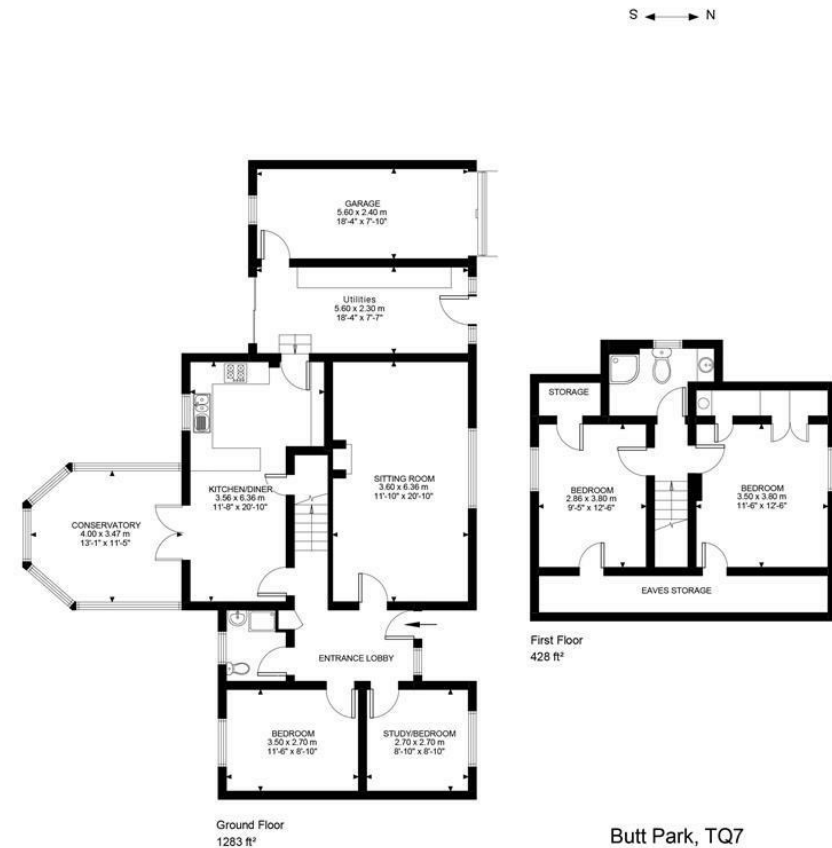 S N
GARAGE
5.60 x 2.40 m
18'-4" x 7'-10"
Utilities
5.60 x 2.30 m
18'-4" x 7'-7"
KITCHEN/DINER
3.56 x 6.36 m
11'-8" x 20'-10"
SITTING ROOM
3.60 x 6.36 m
11'-10" x 20'-10"
CONSERVATORY
4.00 x 3.47 m
13'-1" x 11'-5"
ENTRANCE LOBBY
BEDROOM
3.50 x 2.70 m
11'-6" x 8'-10"
STUDY/BEDROOM
2.70 x 2.70 m
8'-10" x 8'-10"
Ground Floor
1283 ft²
STORAGE
BEDROOM
2.86 x 3.80 m
9'-5" x 12'-6"
BEDROOM
3.50 x 3.80 m
11'-6" x 12'-6"
EAVES STORAGE
First Floor
428 ft²
Butt Park, TQ7